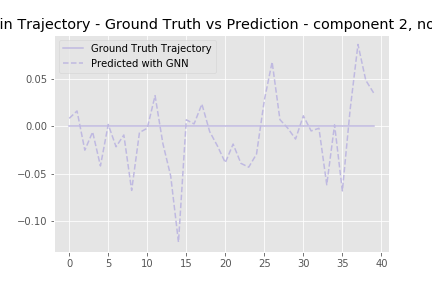 in Trajectory - Ground Truth vs Prediction - component 2, no
Ground Truth Trajectory
Predicted with GNN
0.05
0.00
−0.05
−0.10
0 5 10 15 20 25 30 35 40